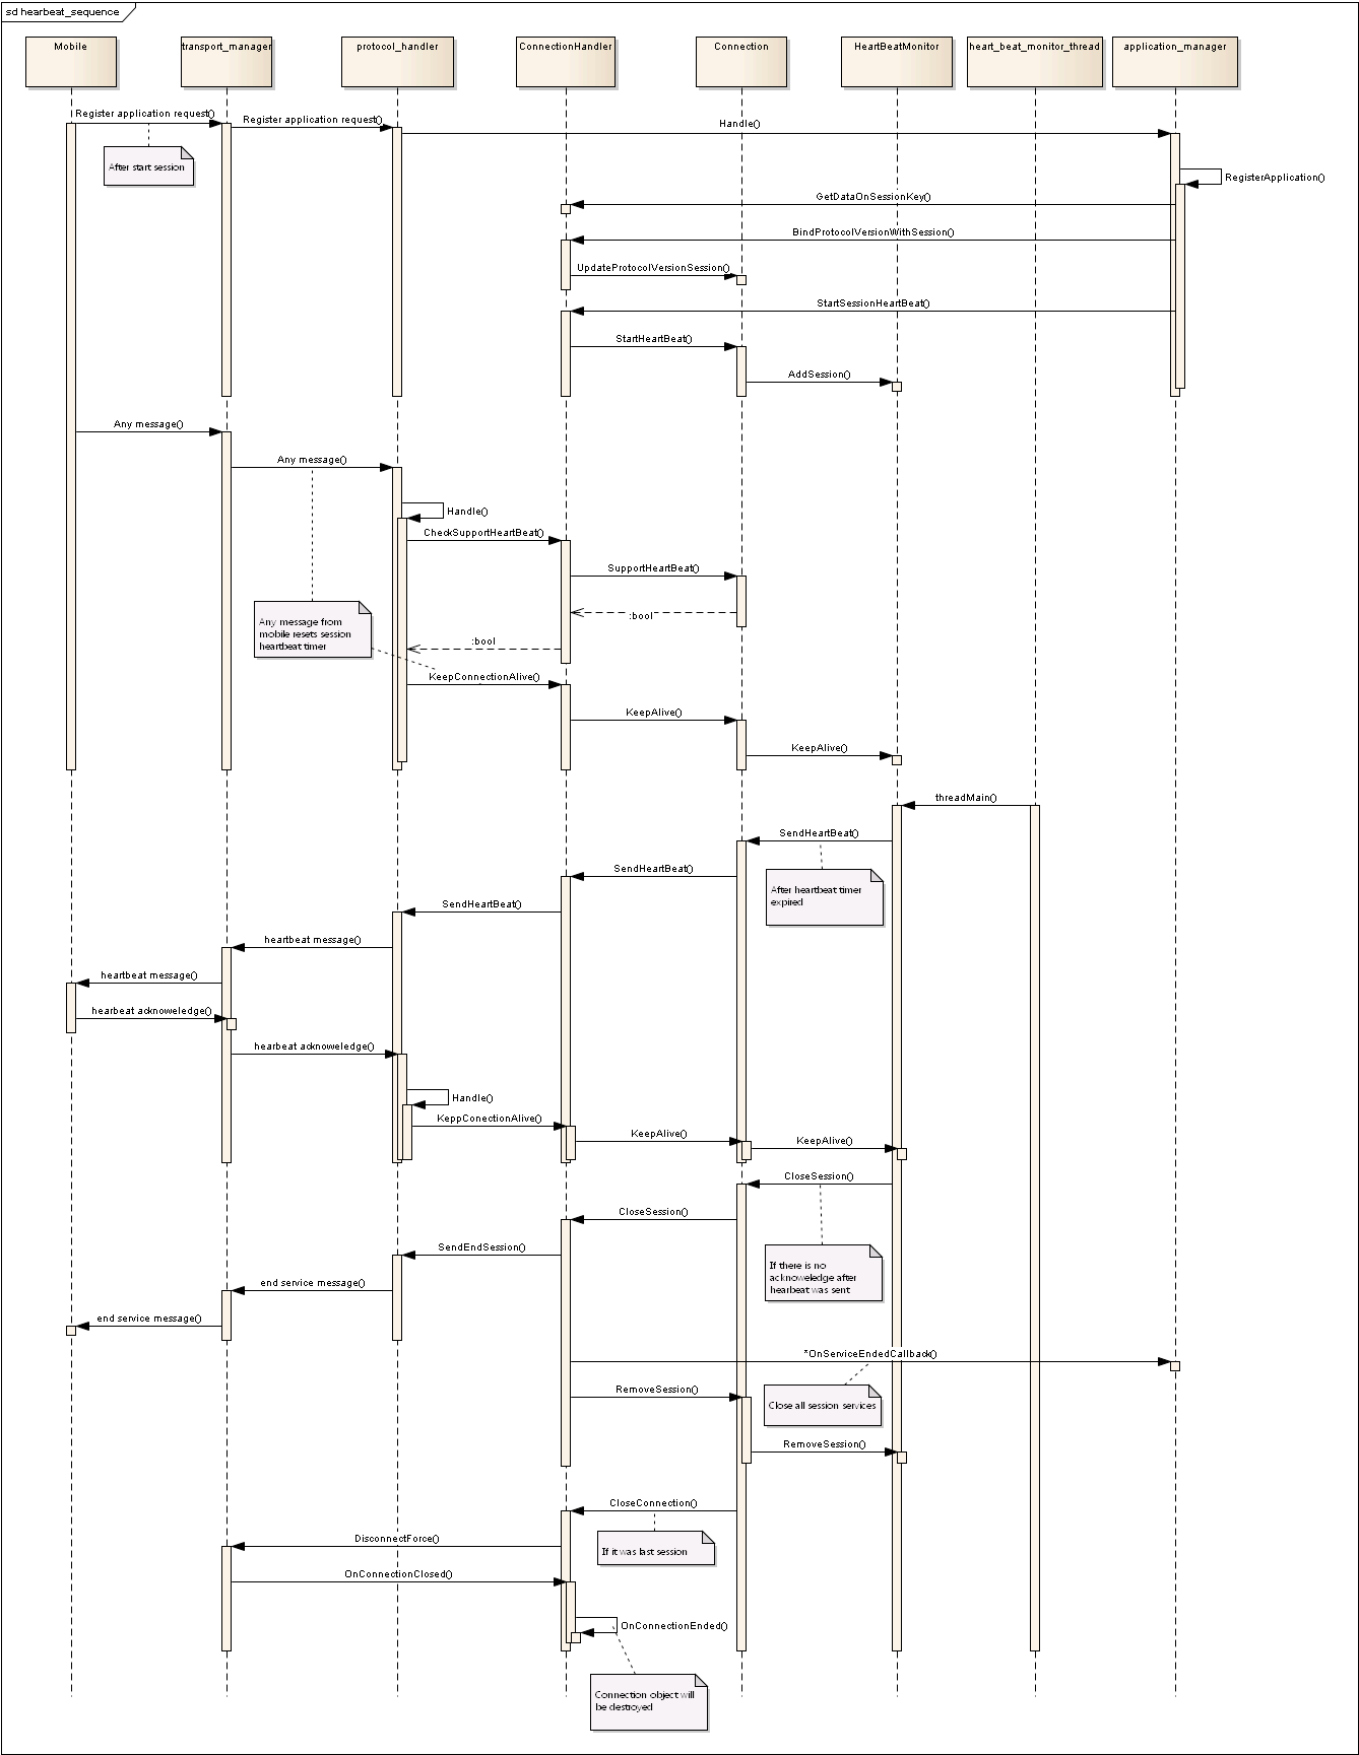 sd hearbeat_sequence
Mobile
transport_manager
protocol_handler
ConnectionHandler
Connection
HeartBeatMonitor
heart_beat_monitor_thread
application_manager
Register application request()
Register application request()
Handle()
After start session
RegisterApplication()
GetDataOnSessionKey()
BindProtocolVersionWithSession()
UpdateProtocolVersionSession()
StartSessionHeartBeat()
StartHeartBeat()
AddSession()
Any message()
Any message()
Handle()
CheckSupportHeartBeat()
SupportHeartBeat()
:bool
Any message from
mobile resets session
heartbeat timer
:bool
KeepConnectionAlive()
KeepAlive()
KeepAlive()
threadMain()
SendHeartBeat()
SendHeartBeat()
After heartbeat timer
expired
SendHeartBeat()
heartbeat message()
heartbeat message()
hearbeat acknoweledge()
hearbeat acknoweledge()
Handle()
KeppConectionAlive()
KeepAlive()
KeepAlive()
CloseSession()
CloseSession()
SendEndSession()
If there is no
acknoweledge after
hearbeat was sent
end service message()
end service message()
*OnServiceEndedCallback()
RemoveSession()
Close all session services
RemoveSession()
CloseConnection()
DisconnectForce()
If it was last session
OnConnectionClosed()
OnConnectionEnded()
Connection object will
be destroyed